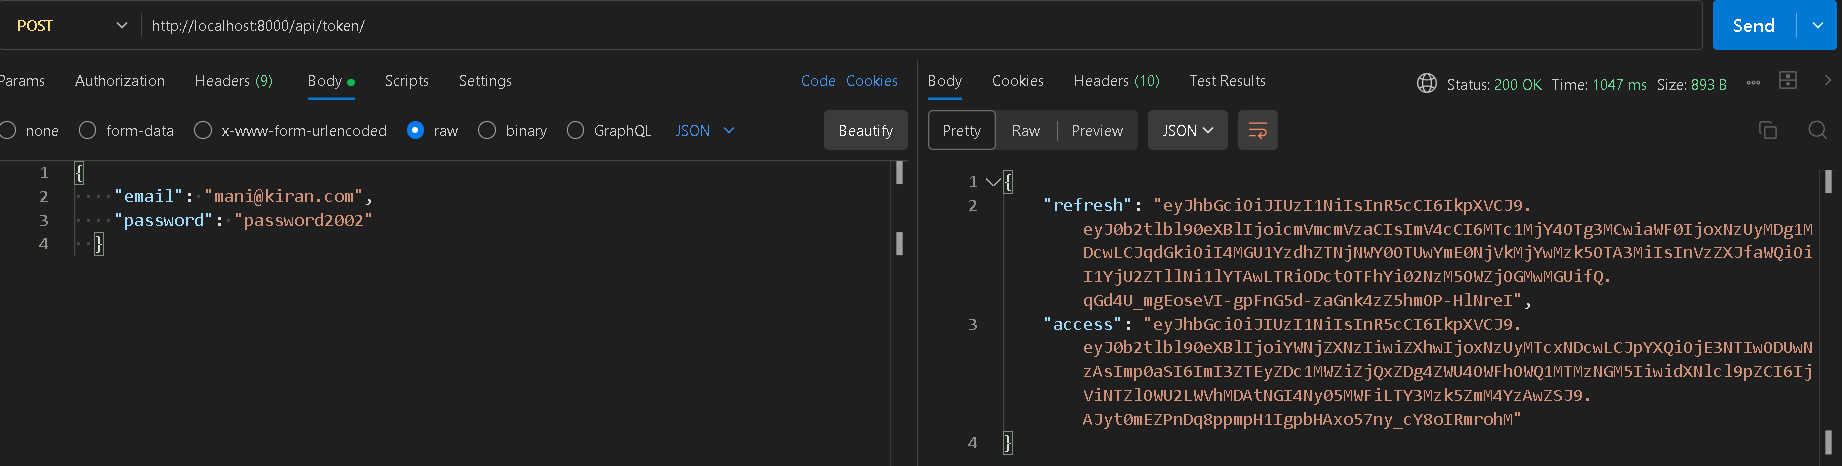 POST http://localhost:8000/api/token/ Send
Params Authorization Headers (9) Body Scripts Settings Code Cookies
none form-data x-www-form-urlencoded raw binary GraphQL JSON Beautify
1 {
2 "email": "mani@kiran.com",
3 "password": "password2002"
4 }
Body Cookies Headers (10) Test Results Status: 200 OK Time: 1047 ms Size: 893 B
Pretty Raw Preview JSON
1 {
2 "refresh": "eyJhbGciOiJIUzI1NiIsInR5cCI6IkpXVCJ9.
eyJ0b2tlbl90eXBlIjoicmVmcmVzaCIsImV4cCI6MTc1MjY4OTg3MCwiaWF0IjoxNzUyMDg1M
DcwLCJqdGkiOiI4MGU1YzdhZTNjNWY0OTUwYmE0NjVkMjYwMzk5OTA3MiIsInVzZXJfaWQiOi
I1YjU2ZTllNi1lYTAwLTRiODctOTFhYi02NzM5OWZjOGMwMGUifQ.
qGd4U_mgEoseVI-gpFnG5d-zaGnk4zZ5hmOP-HlNreI",
3 "access": "eyJhbGciOiJIUzI1NiIsInR5cCI6IkpXVCJ9.
eyJ0b2tlbl90eXBlIjoiYWNjZXNzIiwiZXhwIjoxNzUyMTcxNDcwLCJpYXQiOjE3NTIwODUwN
zAsImp0aSI6ImI3ZTEyZDc1MWZiZjQxZDg4ZWU4OWFhOWQ1MTMzNGM5IiwidXNlcl9pZCI6Ij
ViNTZlOWU2LWVhMDAtNGI4Ny05MWFiLTY3Mzk5ZmM4YzAwZSJ9.
AJyt0mEZPnDq8ppmpH1IgpbHAxo57ny_cY8oIRmrohM"
4 }